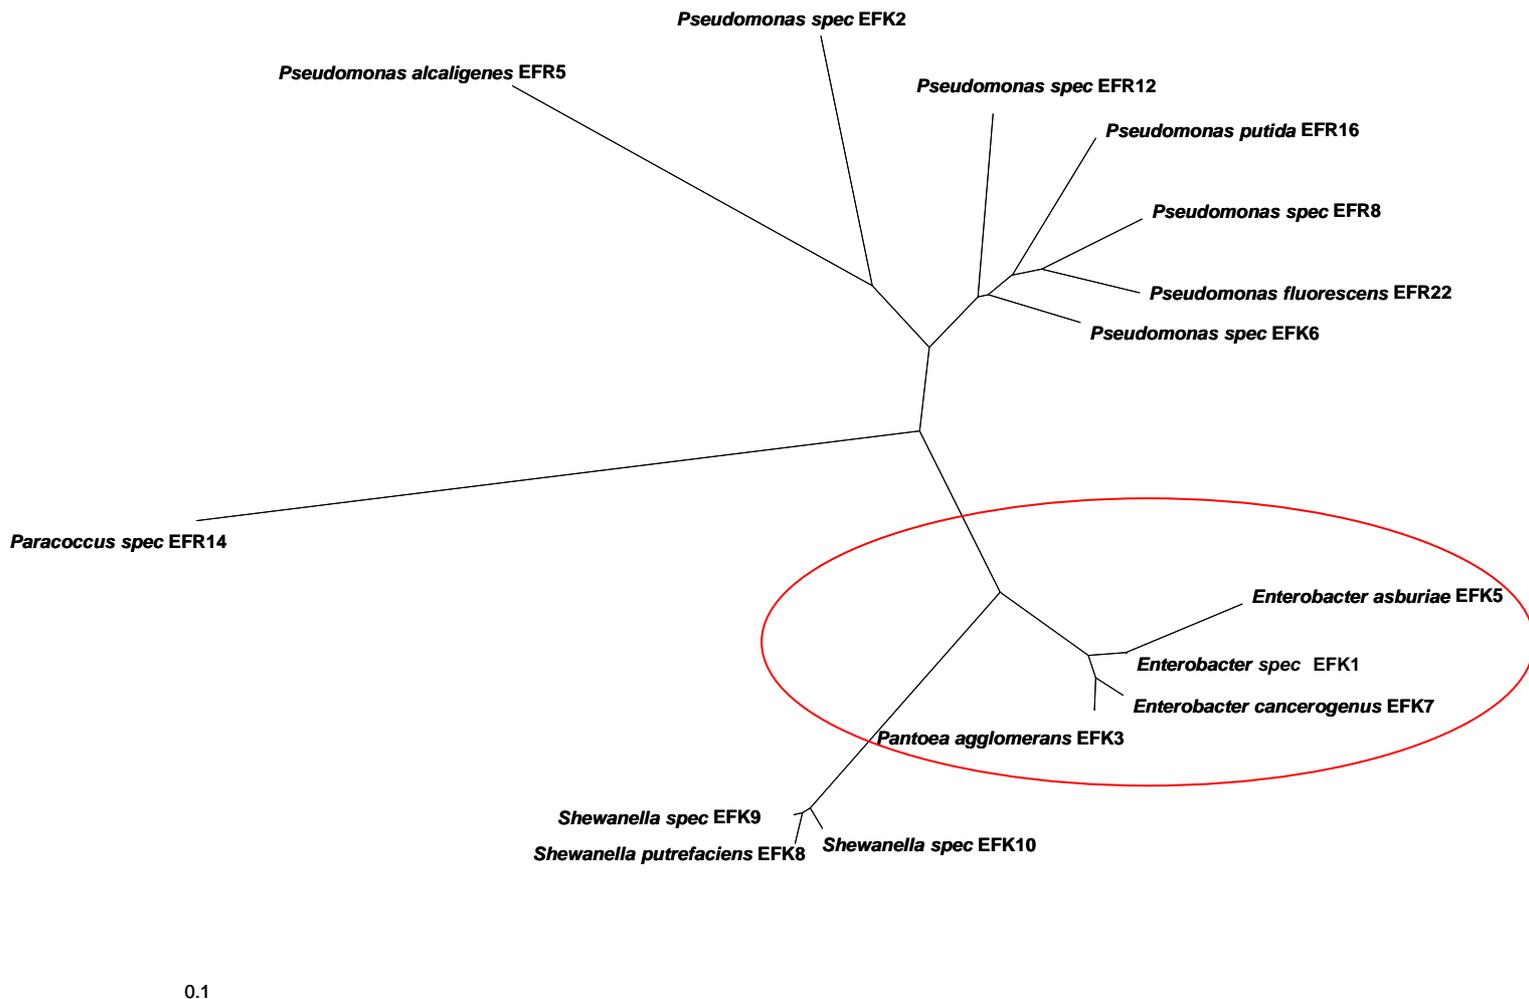 Pseudomonas spec EFK2
Pseudomonas alcaligenes EFR5
Pseudomonas spec EFR12
Pseudomonas putida EFR16
Pseudomonas spec EFR8
Pseudomonas fluorescens EFR22
Pseudomonas spec EFK6
Paracoccus spec EFR14
Enterobacter asburiae EFK5
Enterobacter spec EFK1
Enterobacter cancerogenus EFK7
Pantoea agglomerans EFK3
Shewanella spec EFK9
Shewanella spec EFK10
Shewanella putrefaciens EFK8
0.1